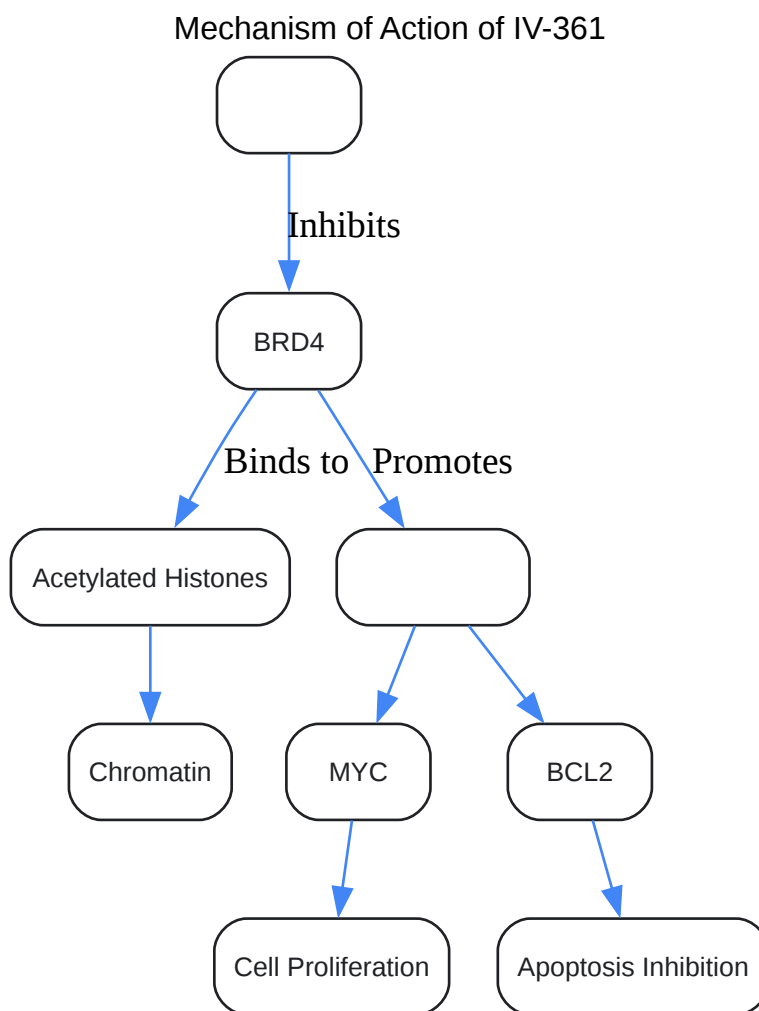 Mechanism of Action of IV-361
Inhibits
BRD4
Binds to
Promotes
Acetylated Histones
Chromatin
MYC
BCL2
Cell Proliferation
Apoptosis Inhibition